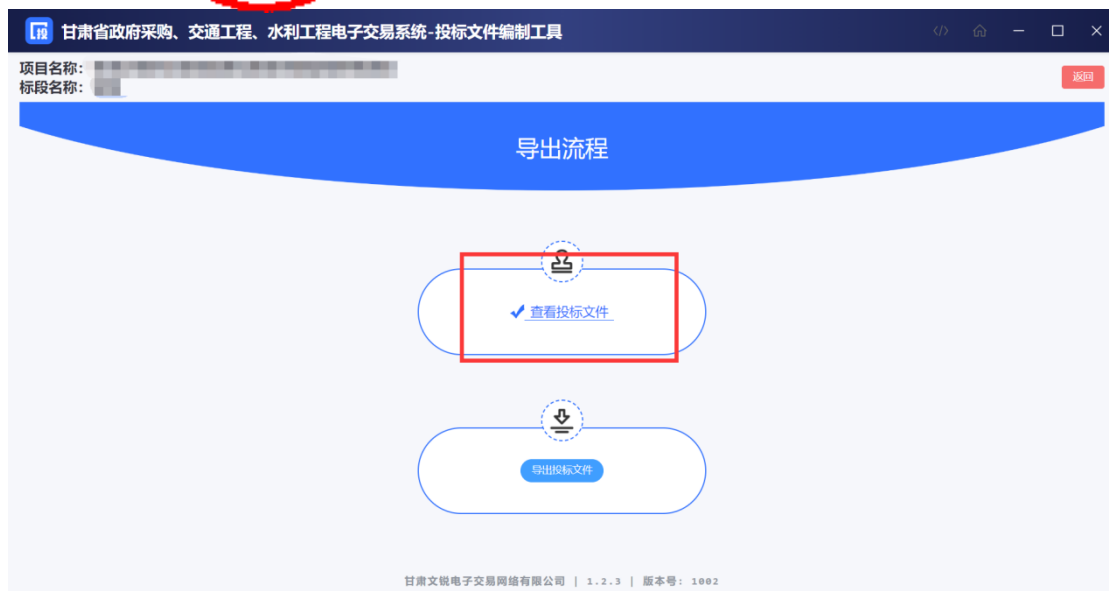 投 甘肃省政府采购、交通工程、水利工程电子交易系统-投标文件编制工具
项目名称：
标段名称：
返回
导出流程
查看投标文件
导出投标文件
甘肃文锐电子交易网络有限公司 | 1.2.3 | 版本号: 1002